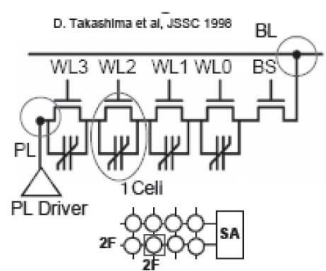 D. Takashima et al, JSSC 1998
BL
WL3 WL2 WL1 WL0 BS
PL
1 Cell
PL Driver
SA
2F
2F